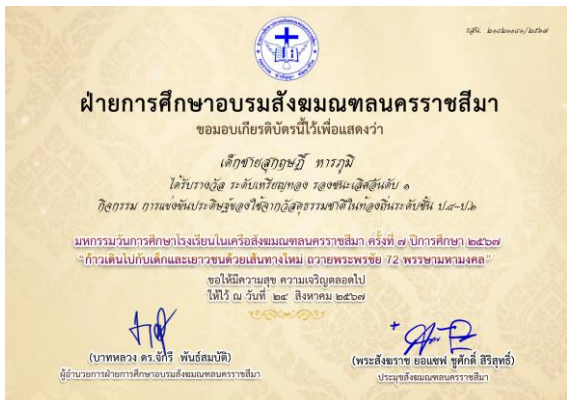 ฝ่ายการศึกษาอบรมสังฆมณฑลนครราชสีมา
ขอมอบเกียรติบัตรนี้ไว้เพื่อแสดงว่า
เด็กชายสุกฤษฎิ์ ทารภูมิ
ได้รับรางวัล ระดับเหรียญทอง รองชนะเลิศอันดับ ๑
กิจกรรม การแข่งขันประดิษฐ์ของใช้จากวัสดุธรรมชาติในท้องถิ่นระดับชั้น ป.๔-ป.๖
มหกรรมวันการศึกษาโรงเรียนในเครือสังฆมณฑลนครราชสีมา ครั้งที่ ๗ ปีการศึกษา ๒๕๖๗
"ก้าวเดินไปกับเด็กและเยาวชนด้วยเส้นทางใหม่ ถวายพระพรชัย 72 พรรษามหามงคล"
ขอให้มีความสุข ความเจริญตลอดไป
ให้ไว้ ณ วันที่ ๒๔ สิงหาคม ๒๕๖๗
(บาทหลวง ดร.จักรี พันธ์สมบัติ)
ผู้อำนวยการฝ่ายการศึกษาอบรมสังฆมณฑลนครราชสีมา
(พระสังฆราช ยอแซฟ ชูศักดิ์ สิริสุทธิ์)
ประมุขสังฆมณฑลนครราชสีมา